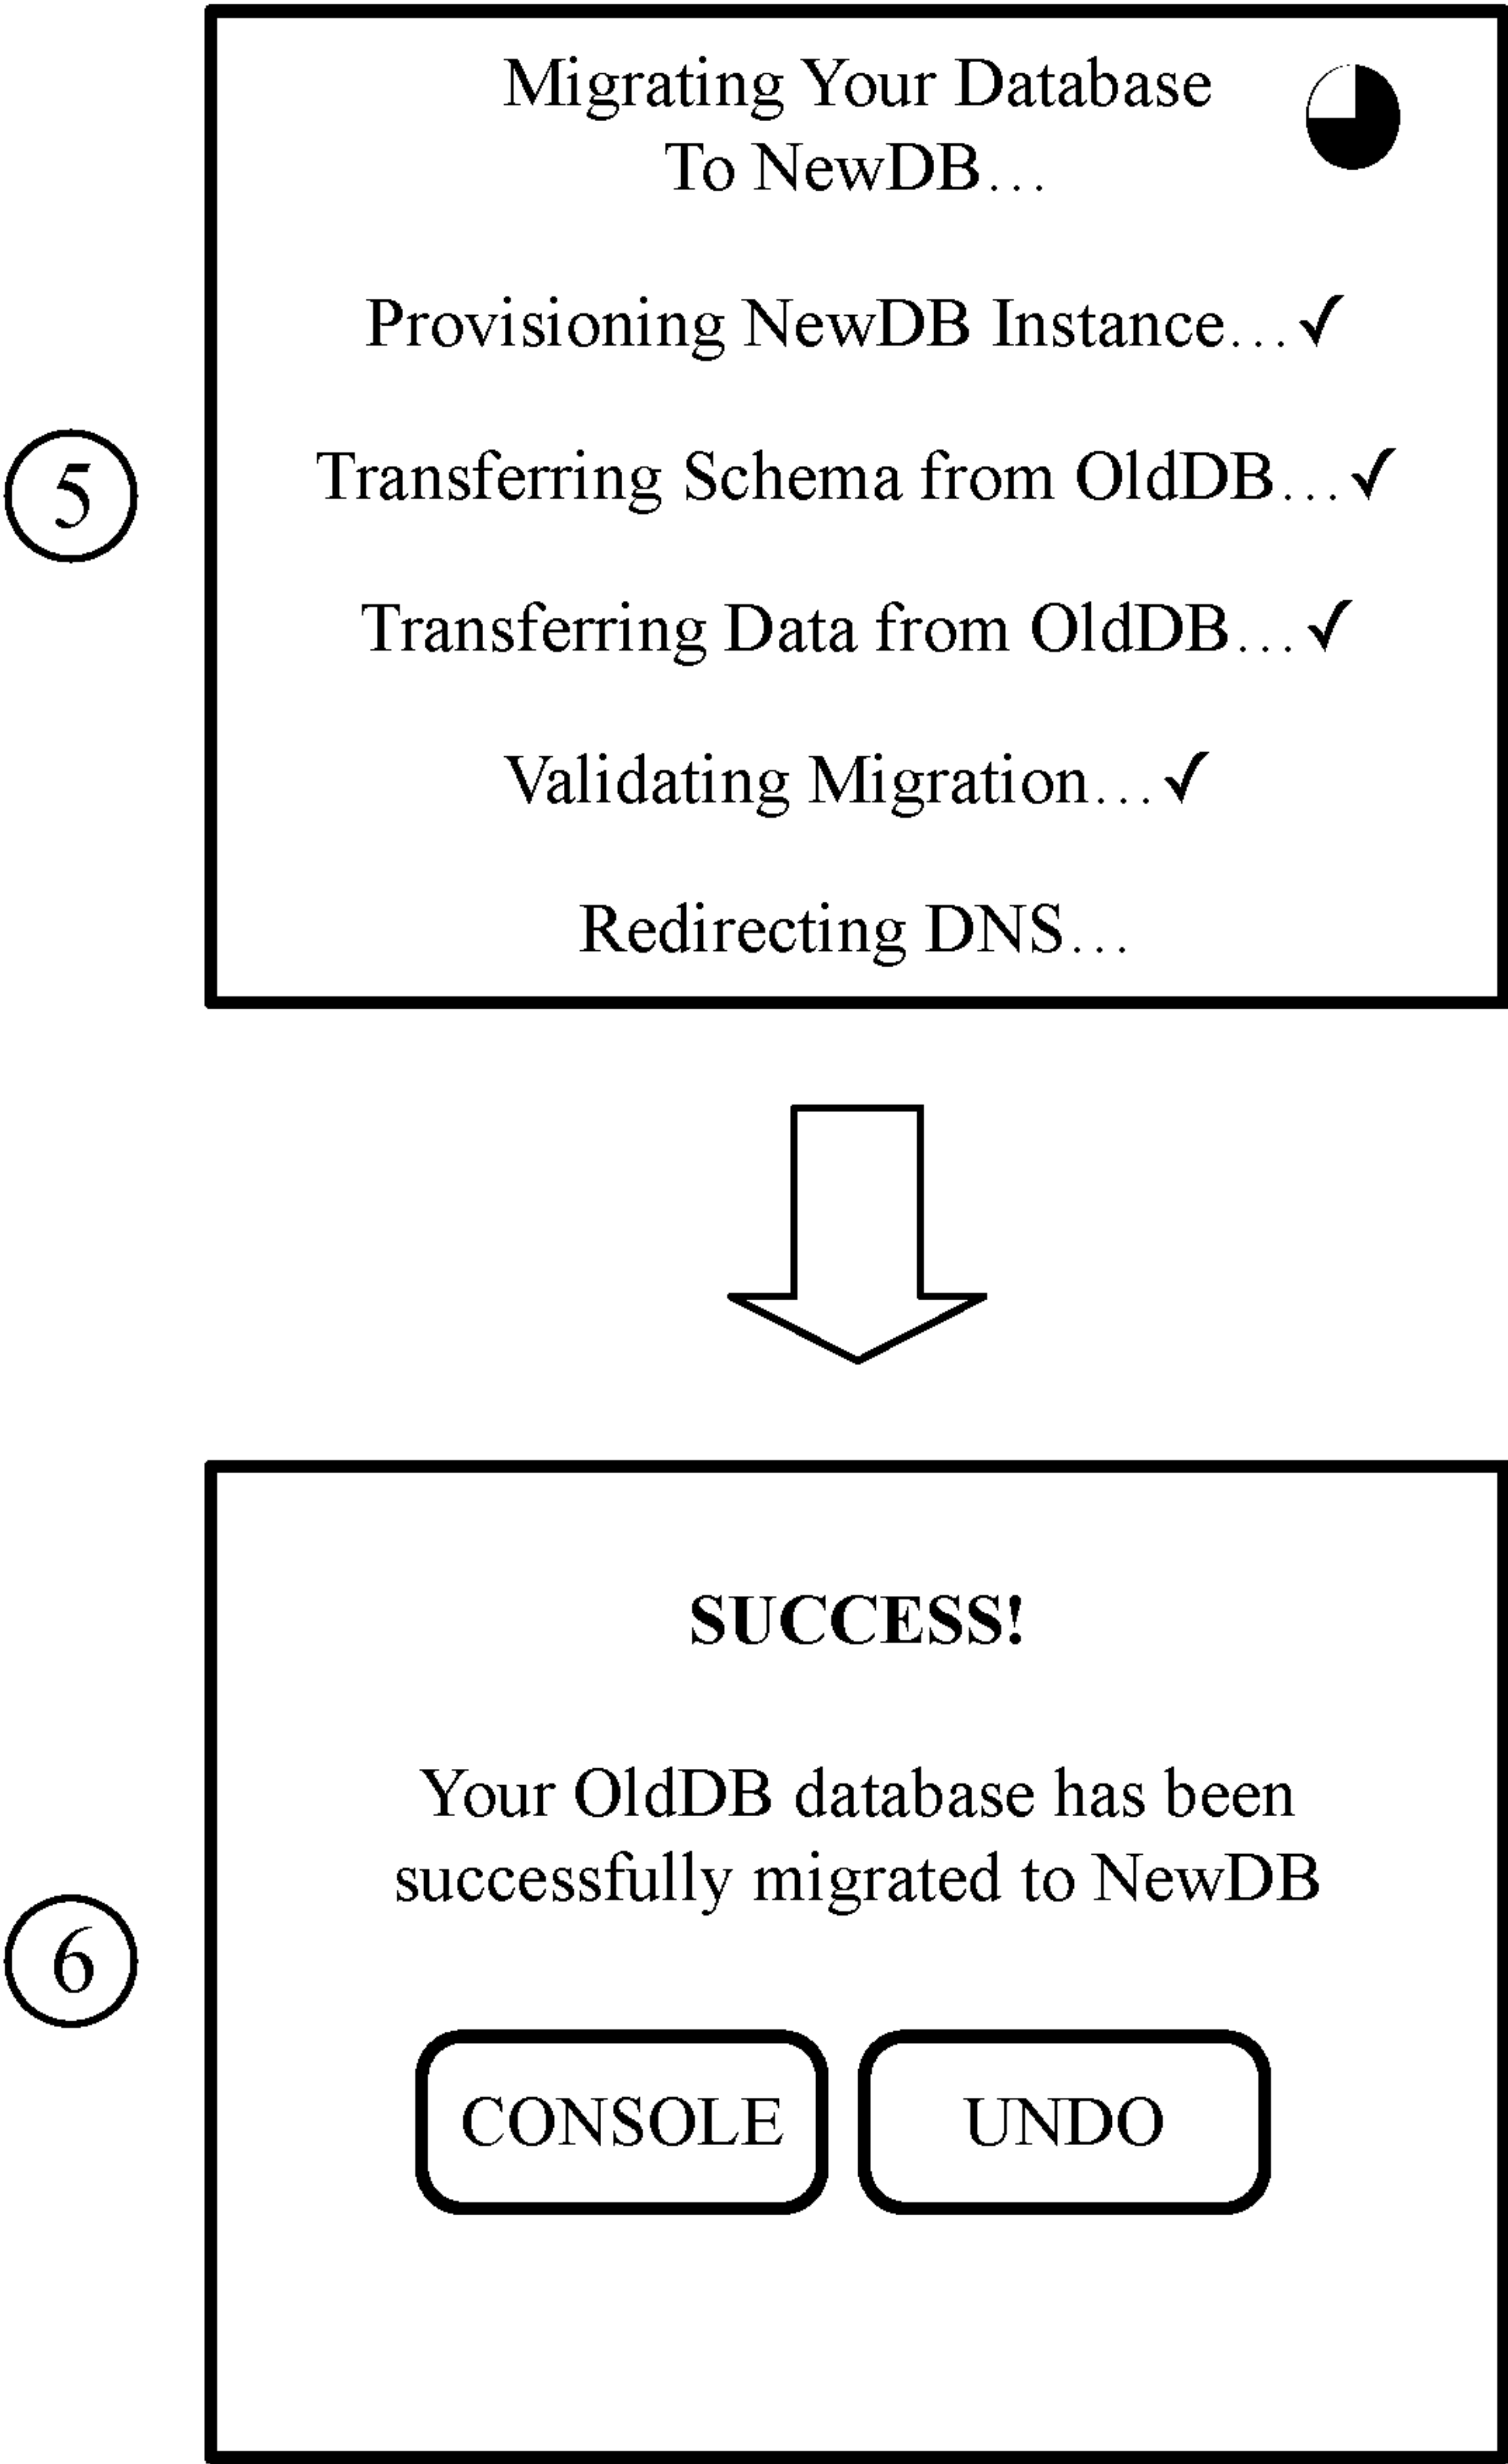 Migrating Your Database
To NewDB...
Provisioning NewDB Instance... ✓
5
Transferring Schema from OldDB... ✓
Transferring Data from OldDB... ✓
Validating Migration... ✓
Redirecting DNS...
SUCCESS!
Your OldDB database has been
successfully migrated to NewDB
6
CONSOLE
UNDO